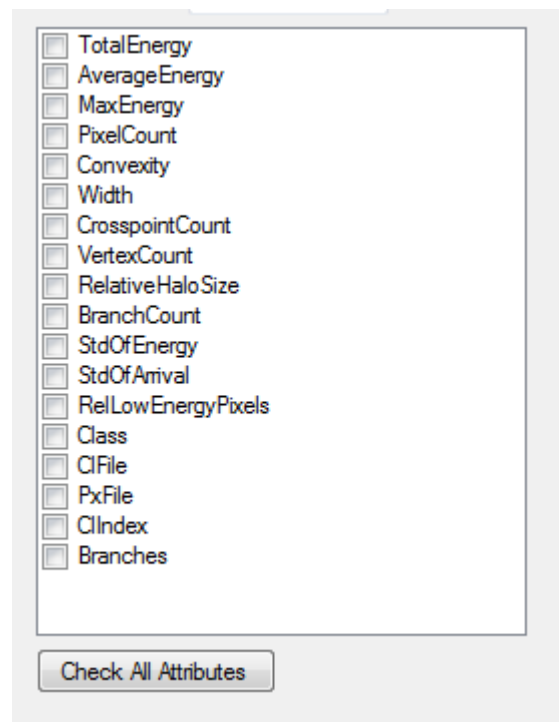 TotalEnergy
AverageEnergy
MaxEnergy
PixelCount
Convexity
Width
CrosspointCount
VertexCount
RelativeHaloSize
BranchCount
StdOfEnergy
StdOfArrival
RelLowEnergyPixels
Class
ClFile
PxFile
ClIndex
Branches
Check All Attributes